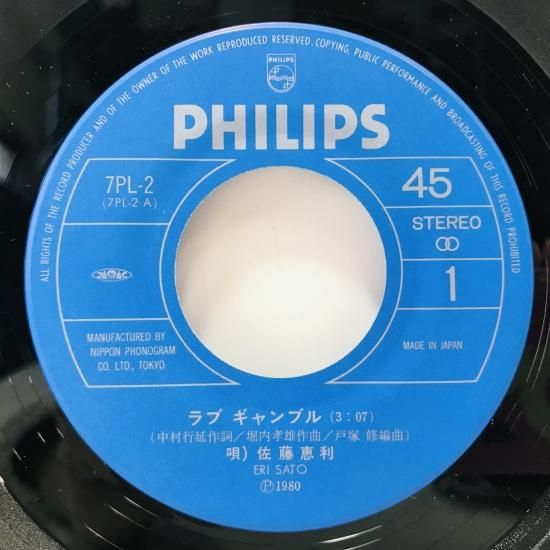 ALL RIGHTS OF THE RECORD PRODUCER AND OF THE OWNER OF THE WORK REPRODUCED RESERVED. COPYING, PUBLIC PERFORMANCE AND BROADCASTING OF THIS RECORD PROHIBITED
PHILIPS
PHILIPS
7PL-2
(7PL-2 A)
45
STEREO
1
JASRAC
MANUFACTURED BY
NIPPON PHONOGRAM
CO. LTD., TOKYO
MADE IN JAPAN
ラブ ギャンブル (3:07)
(中村行延作詞/堀内孝雄作曲/戸塚 修編曲)
唄) 佐藤恵利
ERI SATO
Ⓟ1980